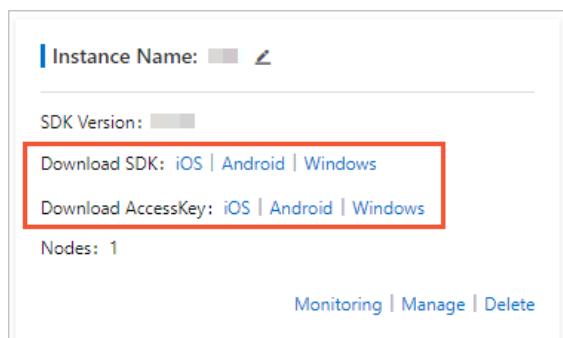 Instance Name:
SDK Version:
Download SDK: iOS | Android | Windows
Download AccessKey: iOS | Android | Windows
Nodes: 1
Monitoring | Manage | Delete